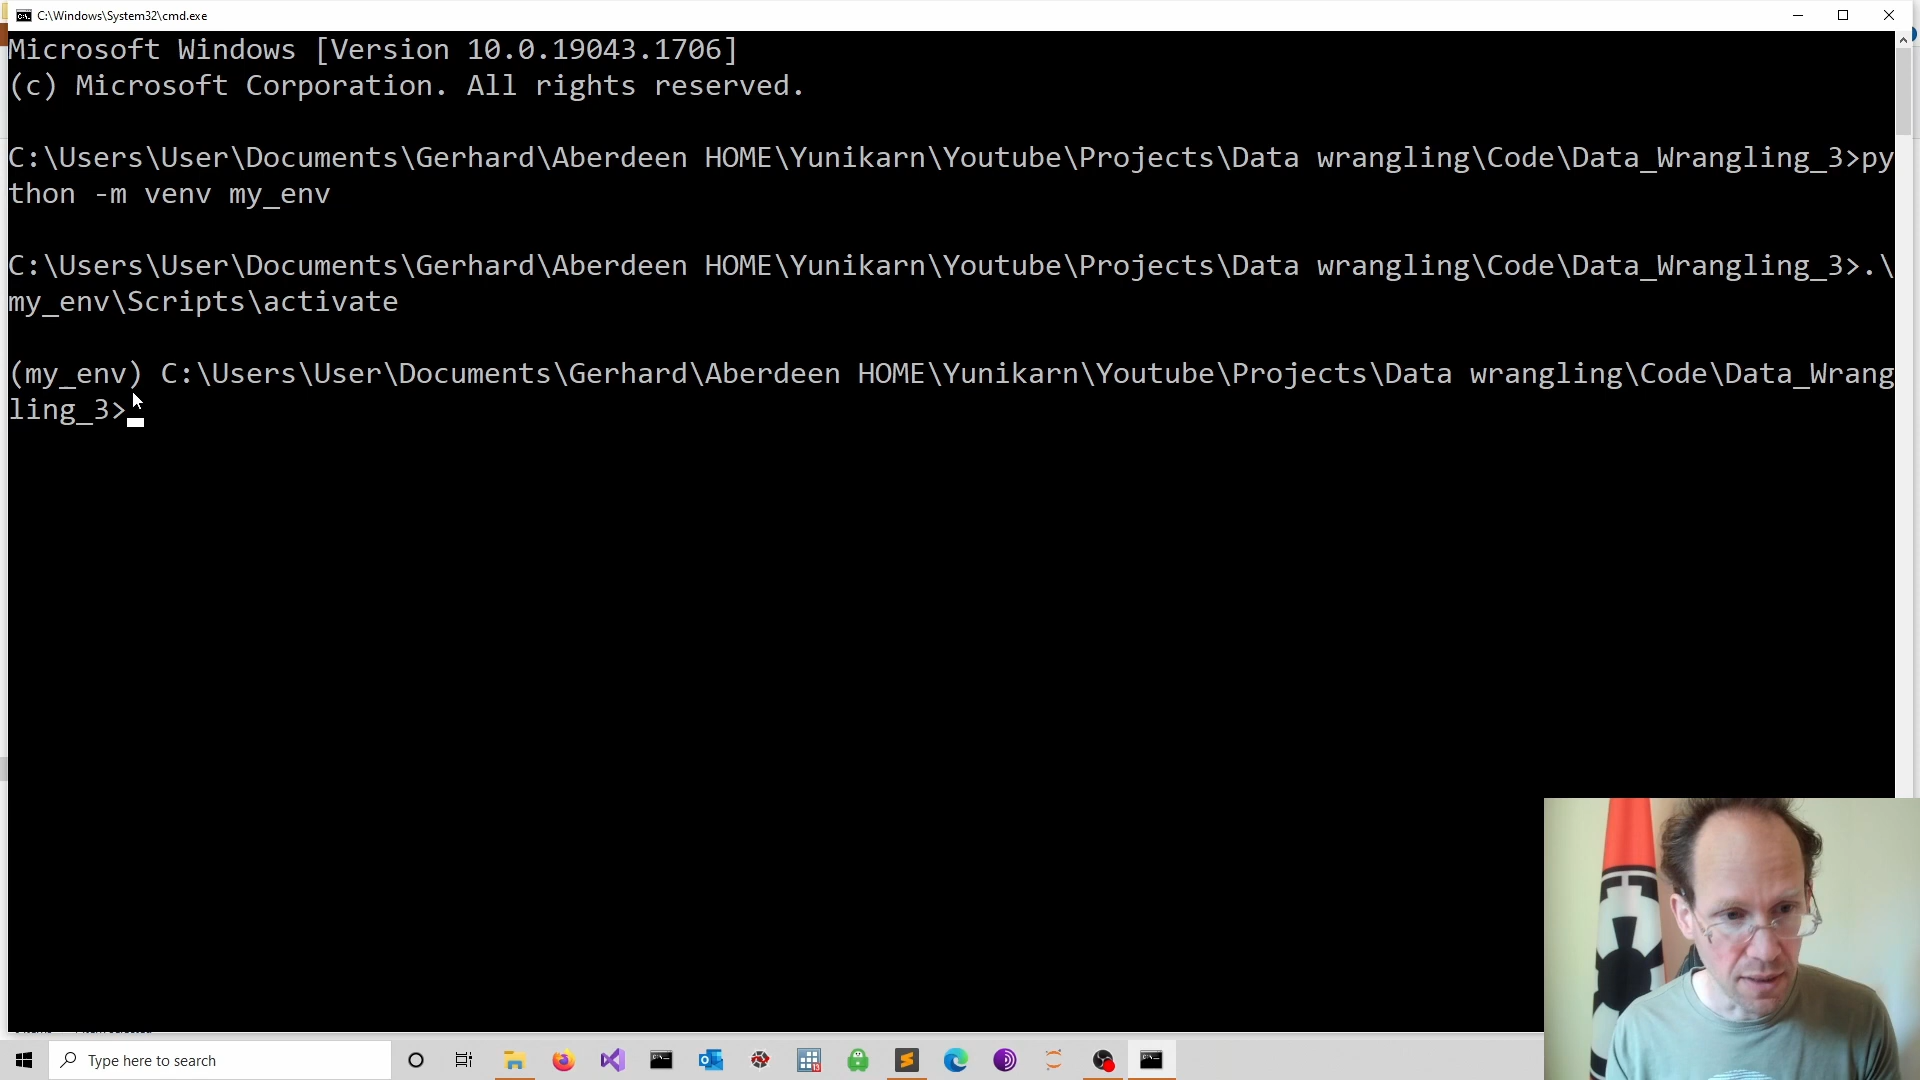 C:\Windows\System32\cmd.exe
Microsoft Windows [Version 10.0.19043.1706]
(c) Microsoft Corporation. All rights reserved.
C:\Users\User\Documents\Gerhard\Aberdeen HOME\Yunikarn\Youtube\Projects\Data wrangling\Code\Data_Wrangling_3>py
thon -m venv my_env
C:\Users\User\Documents\Gerhard\Aberdeen HOME\Yunikarn\Youtube\Projects\Data wrangling\Code\Data_Wrangling_3>.\
my_env\Scripts\activate
(my_env) C:\Users\User\Documents\Gerhard\Aberdeen HOME\Yunikarn\Youtube\Projects\Data wrangling\Code\Data_Wrang
ling_3>
Type here to search